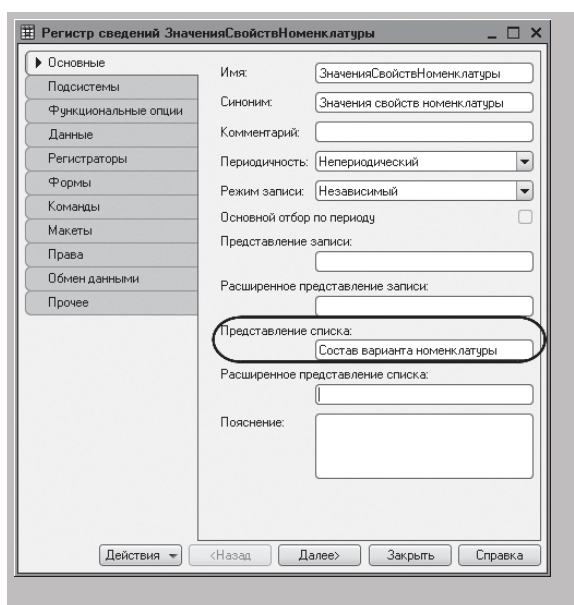 Регистр сведений ЗначенияСвойствНоменклатуры
Основные
Подсистемы
Функциональные опции
Данные
Регистраторы
Формы
Команды
Макеты
Права
Обмен данными
Прочее
Имя: ЗначенияСвойствНоменклатуры
Синоним: Значения свойств номенклатуры
Комментарий:
Периодичность: Непериодический
Режим записи: Независимый
Основной отбор по периоду
Представление записи:
Расширенное представление записи:
Представление списка:
Состав варианта номенклатуры
Расширенное представление списка:
Пояснение:
Действия <Назад Далее> Закрыть Справка